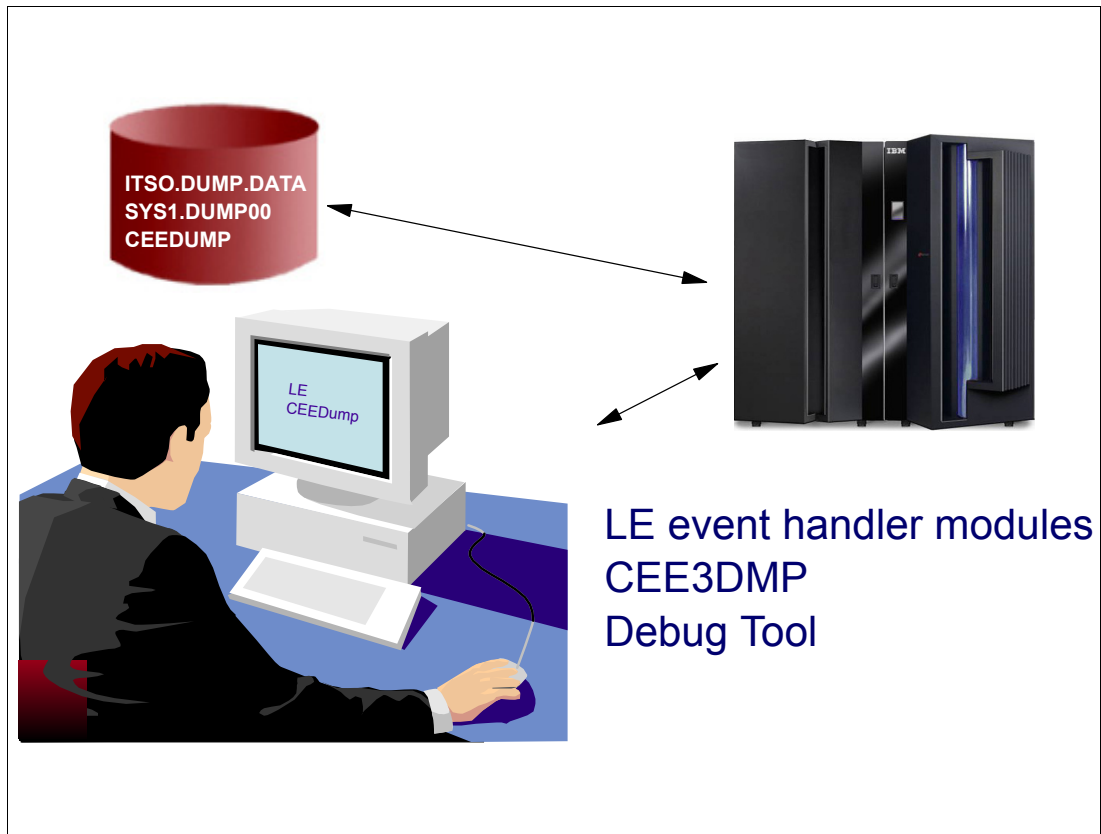 ITSO.DUMP.DATA
SYS1.DUMP00
CEEDUMP
IBM
LE
CEEDump
LE event handler modules
CEE3DMP
Debug Tool